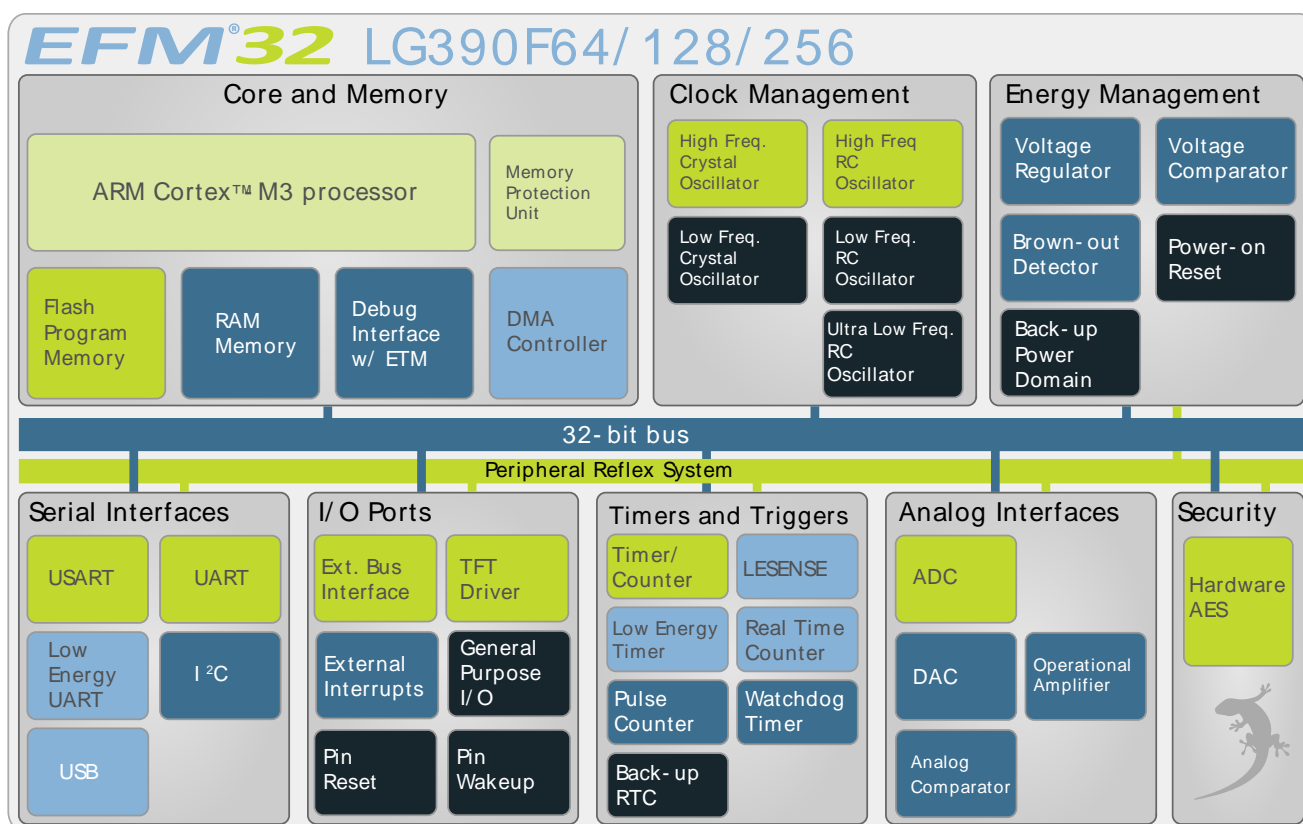 EFM®32 LG390F64/128/256
Core and Memory
ARM Cortex™ M3 processor
Memory
Protection
Unit
Flash
Program
Memory
RAM
Memory
Debug
Interface
w/ ETM
DMA
Controller
Clock Management
High Freq.
Crystal
Oscillator
High Freq
RC
Oscillator
Low Freq.
Crystal
Oscillator
Low Freq.
RC
Oscillator
Ultra Low Freq.
RC
Oscillator
Energy Management
Voltage
Regulator
Voltage
Comparator
Brown-out
Detector
Power-on
Reset
Back-up
Power
Domain
32-bit bus
Peripheral Reflex System
Serial Interfaces
USART
UART
Low
Energy
UART
I²C
USB
I/O Ports
Ext. Bus
Interface
TFT
Driver
External
Interrupts
General
Purpose
I/O
Pin
Reset
Pin
Wakeup
Timers and Triggers
Timer/
Counter
LESENSE
Low Energy
Timer
Real Time
Counter
Pulse
Counter
Watchdog
Timer
Back-up
RTC
Analog Interfaces
ADC
DAC
Operational
Amplifier
Analog
Comparator
Security
Hardware
AES